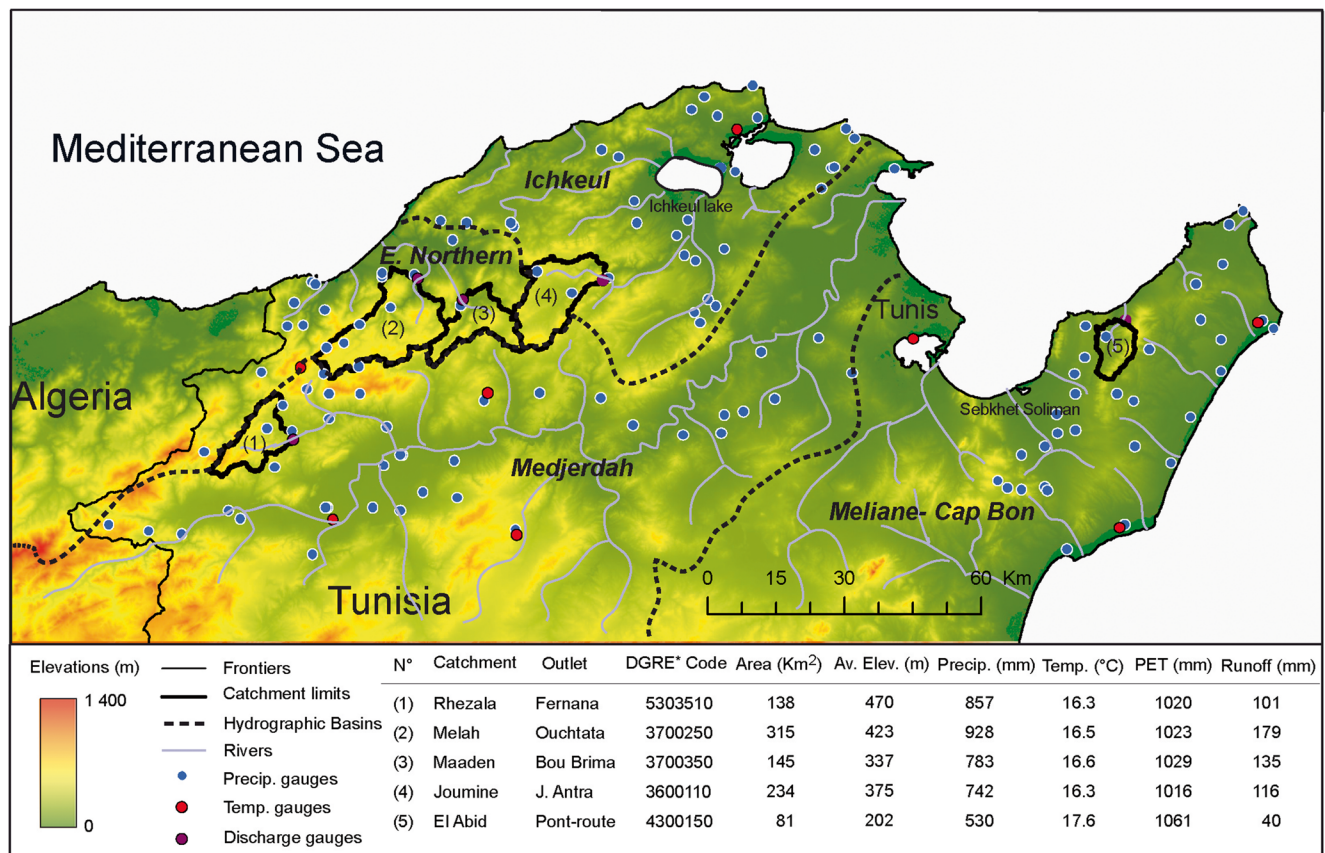 Mediterranean Sea
Ichkeul
Ichkeul lake
E. Northern
(4)
(3)
(2)
Tunis
(5)
Algeria
Sebkhet Soliman
(1)
Medjerdah
Meliane- Cap Bon
Tunisia
0 15 30 60 Km
Elevations (m)
1 400
0
Frontiers
Catchment limits
Hydrographic Basins
Rivers
Precip. gauges
Temp. gauges
Discharge gauges
N° Catchment Outlet DGRE* Code Area (Km²) Av. Elev. (m) Precip. (mm) Temp. (°C) PET (mm) Runoff (mm)
(1) Rhezala Fernana 5303510 138 470 857 16.3 1020 101
(2) Melah Ouchtata 3700250 315 423 928 16.5 1023 179
(3) Maaden Bou Brima 3700350 145 337 783 16.6 1029 135
(4) Joumine J. Antra 3600110 234 375 742 16.3 1016 116
(5) El Abid Pont-route 4300150 81 202 530 17.6 1061 40